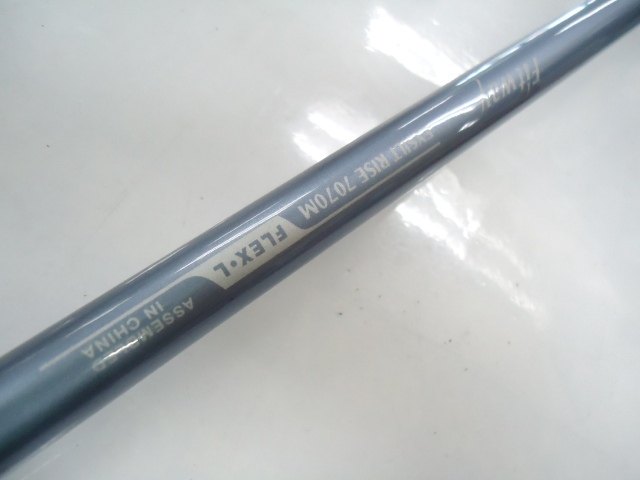 RISE 7070M
FLEX•L
ASSEMBLED
IN CHINA